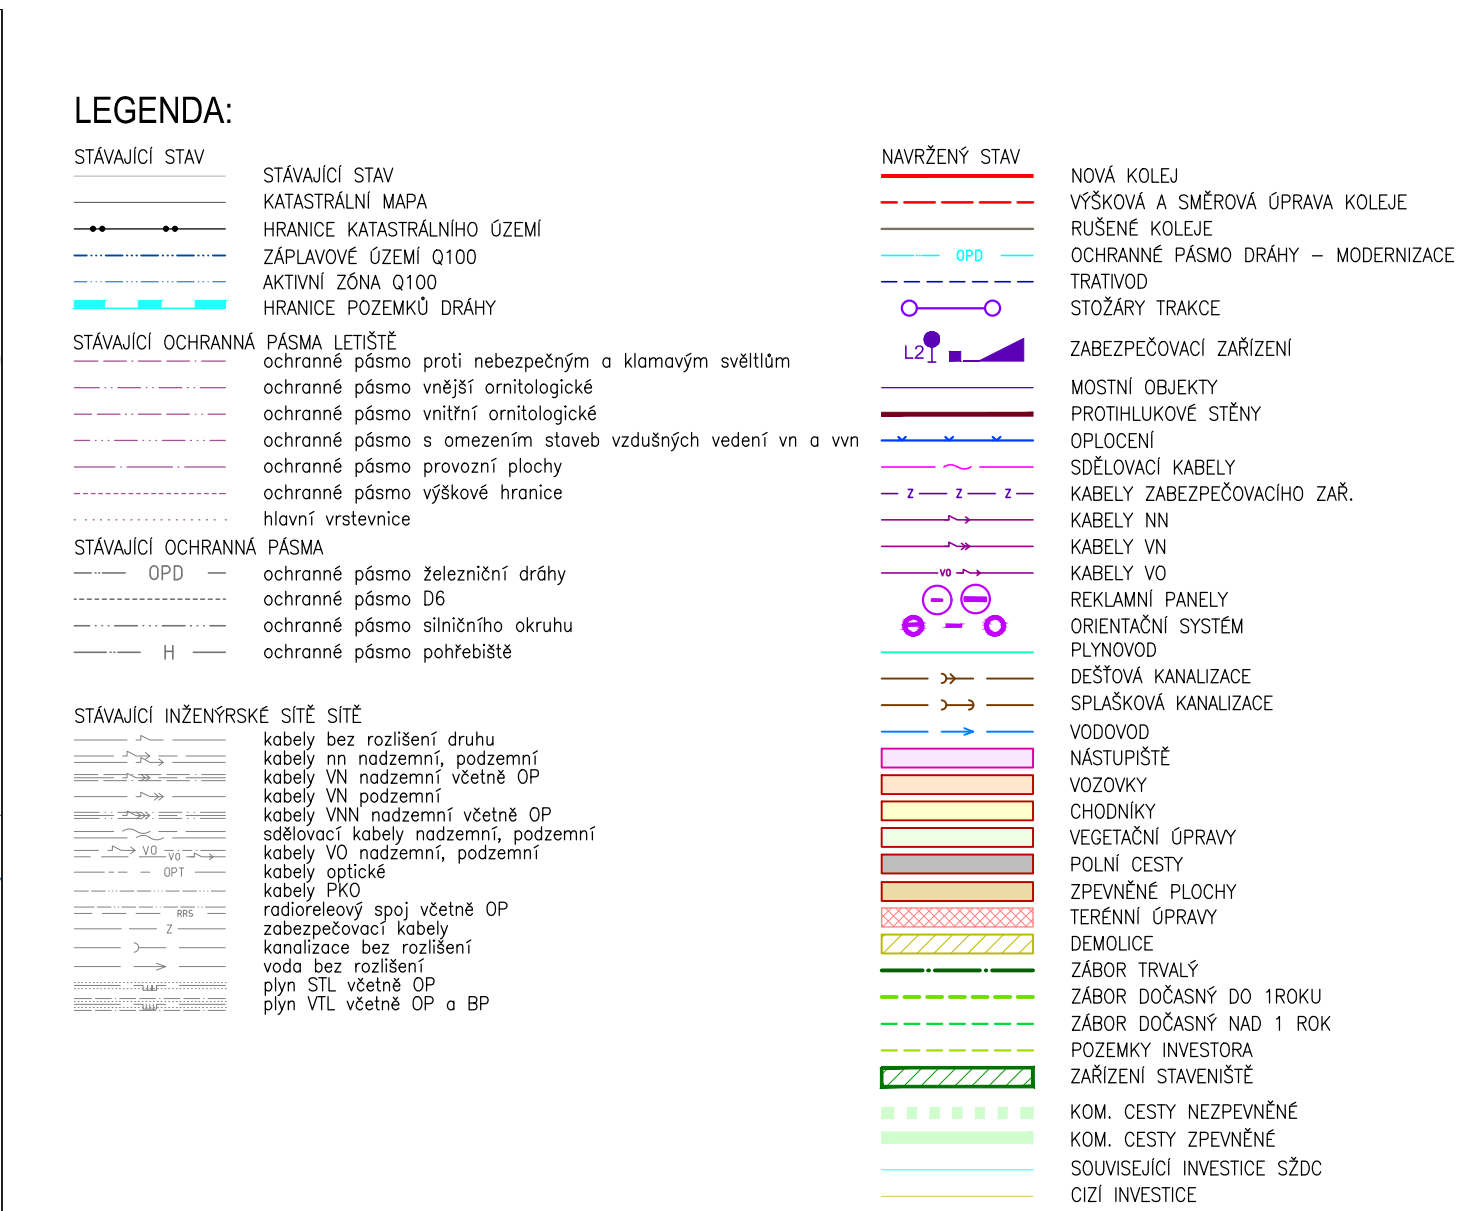 LEGENDA:
STÁVAJÍCÍ STAV
STÁVAJÍCÍ STAV
KATASTRÁLNÍ MAPA
HRANICE KATASTRÁLNÍHO ÚZEMÍ
ZÁPLAVOVÉ ÚZEMÍ Q100
AKTIVNÍ ZÓNA Q100
HRANICE POZEMKŮ DRÁHY
STÁVAJÍCÍ OCHRANNÁ PÁSMA LETIŠTĚ
ochranné pásmo proti nebezpečným a klamavým svěltlům
ochranné pásmo vnější ornitologické
ochranné pásmo vnitřní ornitologické
ochranné pásmo s omezením staveb vzdušných vedení vn a vvn
ochranné pásmo provozní plochy
ochranné pásmo výškové hranice
hlavní vrstevnice
STÁVAJÍCÍ OCHRANNÁ PÁSMA
OPD ochranné pásmo železniční dráhy
ochranné pásmo D6
ochranné pásmo silničního okruhu
H ochranné pásmo pohřebiště
STÁVAJÍCÍ INŽENÝRSKÉ SÍTĚ SÍTĚ
kabely bez rozlišení druhu
kabely nn nadzemní, podzemní
kabely VN nadzemní včetně OP
kabely VN podzemní
kabely VNN nadzemní včetně OP
sdělovací kabely nadzemní, podzemní
VO VO kabely VO nadzemní, podzemní
OPT kabely optické
kabely PKO
RRS radioreleový spoj včetně OP
Z zabezpečovací kabely
kanalizace bez rozlišení
voda bez rozlišení
plyn STL včetně OP
plyn VTL včetně OP a BP
NAVRŽENÝ STAV
NOVÁ KOLEJ
VÝŠKOVÁ A SMĚROVÁ ÚPRAVA KOLEJE
RUŠENÉ KOLEJE
OPD OCHRANNÉ PÁSMO DRÁHY – MODERNIZACE
TRATIVOD
STOŽÁRY TRAKCE
L2 ZABEZPEČOVACÍ ZAŘÍZENÍ
MOSTNÍ OBJEKTY
PROTIHLUKOVÉ STĚNY
OPLOCENÍ
SDĚLOVACÍ KABELY
Z Z Z KABELY ZABEZPEČOVACÍHO ZAŘ.
KABELY NN
KABELY VN
VO KABELY VO
REKLAMNÍ PANELY
ORIENTAČNÍ SYSTÉM
PLYNOVOD
DEŠŤOVÁ KANALIZACE
SPLAŠKOVÁ KANALIZACE
VODOVOD
NÁSTUPIŠTĚ
VOZOVKY
CHODNÍKY
VEGETAČNÍ ÚPRAVY
POLNÍ CESTY
ZPEVNĚNÉ PLOCHY
TERÉNNÍ ÚPRAVY
DEMOLICE
ZÁBOR TRVALÝ
ZÁBOR DOČASNÝ DO 1ROKU
ZÁBOR DOČASNÝ NAD 1 ROK
POZEMKY INVESTORA
ZAŘÍZENÍ STAVENIŠTĚ
KOM. CESTY NEZPEVNĚNÉ
KOM. CESTY ZPEVNĚNÉ
SOUVISEJÍCÍ INVESTICE SŽDC
CIZÍ INVESTICE